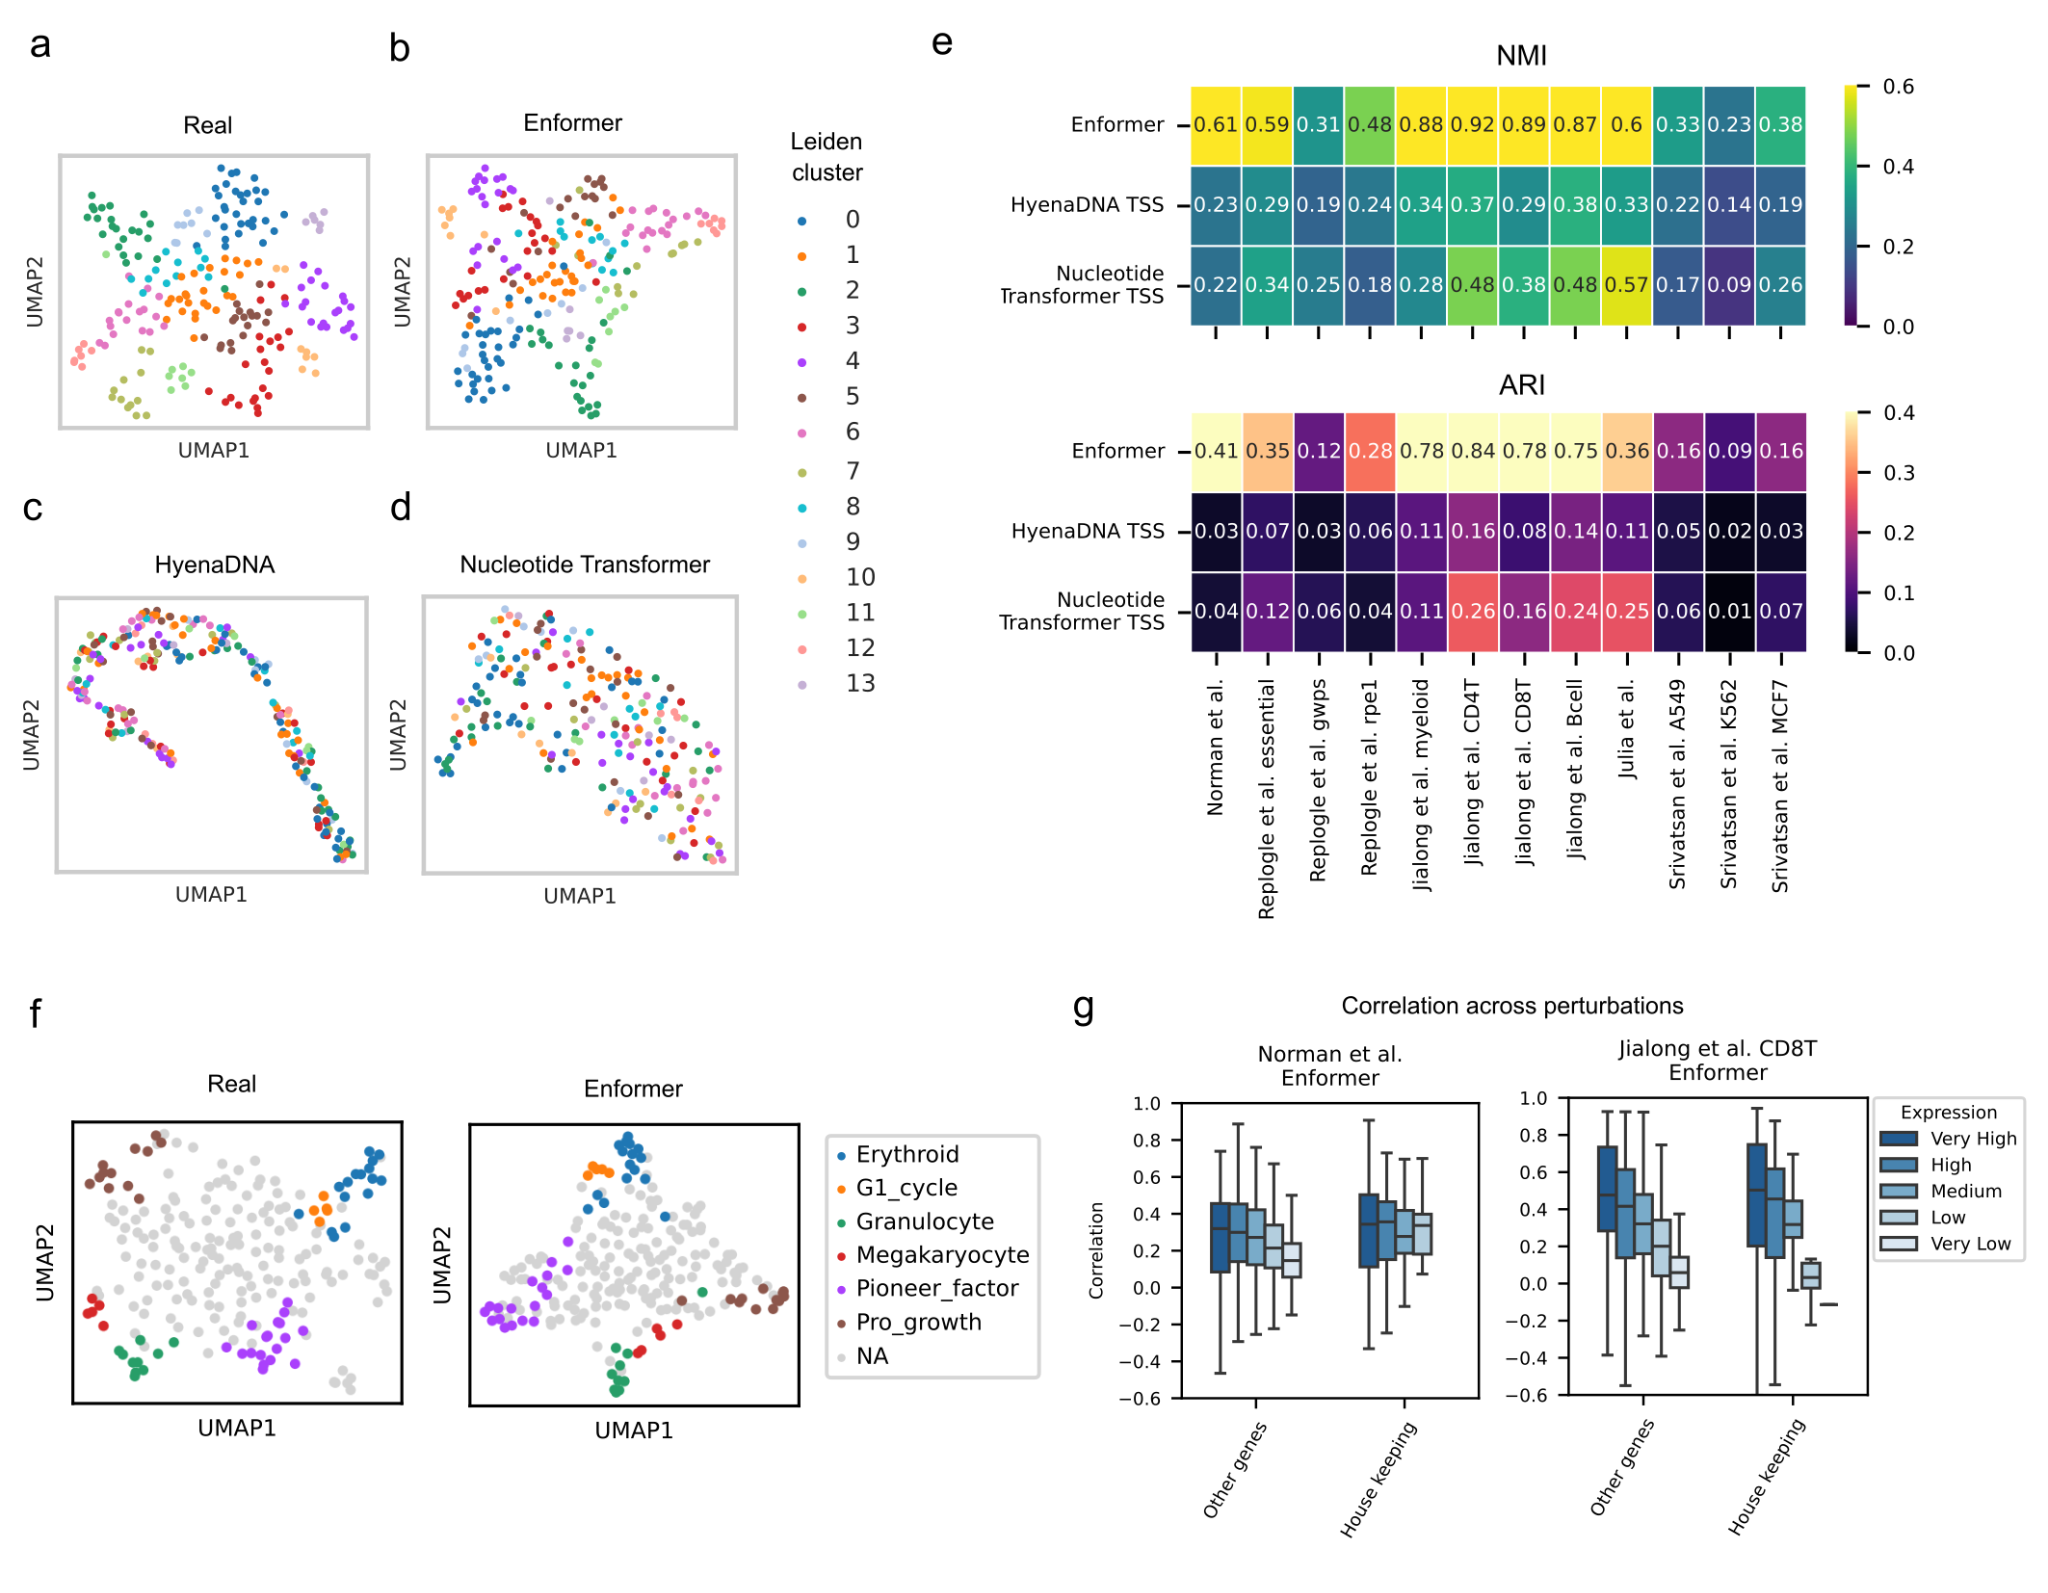 a
Real
UMAP2
UMAP1
b
Enformer
UMAP2
UMAP1
Leiden
cluster
0
1
2
3
4
5
6
7
8
9
10
11
12
13
c
HyenaDNA
UMAP2
UMAP1
d
Nucleotide Transformer
UMAP2
UMAP1
e
NMI
Enformer 0.61 0.59 0.31 0.48 0.88 0.92 0.89 0.87 0.6 0.33 0.23 0.38
HyenaDNA TSS 0.23 0.29 0.19 0.24 0.34 0.37 0.29 0.38 0.33 0.22 0.14 0.19
Nucleotide
Transformer TSS 0.22 0.34 0.25 0.18 0.28 0.48 0.38 0.48 0.57 0.17 0.09 0.26
0.6
0.4
0.2
0.0
ARI
Enformer 0.41 0.35 0.12 0.28 0.78 0.84 0.78 0.75 0.36 0.16 0.09 0.16
HyenaDNA TSS 0.03 0.07 0.03 0.06 0.11 0.16 0.08 0.14 0.11 0.05 0.02 0.03
Nucleotide
Transformer TSS 0.04 0.12 0.06 0.04 0.11 0.26 0.16 0.24 0.25 0.06 0.01 0.07
0.4
0.3
0.2
0.1
0.0
Norman et al.
Replogle et al. essential
Replogle et al. gwps
Replogle et al. rpe1
Jialong et al. myeloid
Jialong et al. CD4T
Jialong et al. CD8T
Jialong et al. Bcell
Julia et al.
Srivatsan et al. A549
Srivatsan et al. K562
Srivatsan et al. MCF7
f
Real
UMAP2
UMAP1
Enformer
UMAP2
UMAP1
Erythroid
G1_cycle
Granulocyte
Megakaryocyte
Pioneer_factor
Pro_growth
NA
g
Correlation across perturbations
Norman et al.
Enformer
Correlation
1.0
0.8
0.6
0.4
0.2
0.0
−0.2
−0.4
−0.6
Other genes
House keeping
Jialong et al. CD8T
Enformer
1.0
0.8
0.6
0.4
0.2
0.0
−0.2
−0.4
−0.6
Other genes
House keeping
Expression
Very High
High
Medium
Low
Very Low